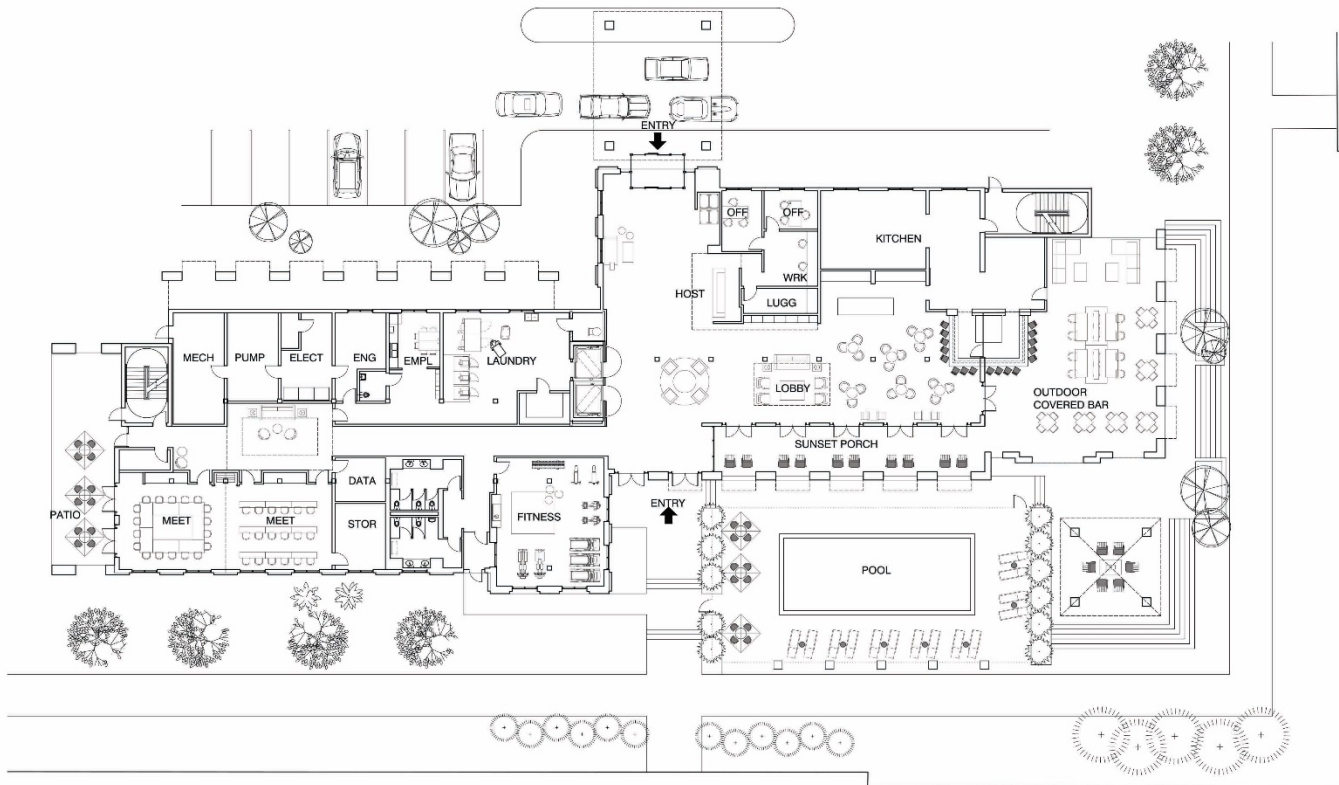 ENTRY
OFF
OFF
KITCHEN
WRK
HOST
LUGG
MECH
PUMP
ELECT
ENG
EMPL
LAUNDRY
LOBBY
OUTDOOR
COVERED BAR
SUNSET PORCH
DATA
PATIO
MEET
MEET
STOR
FITNESS
ENTRY
POOL